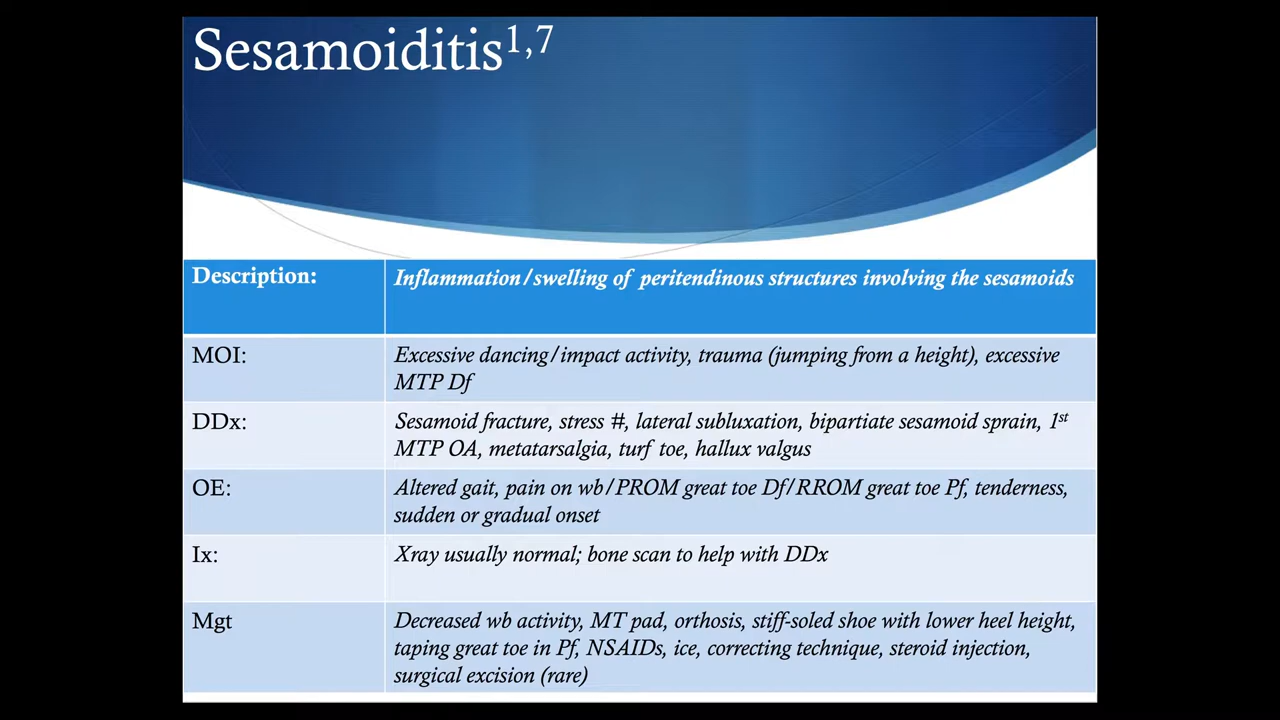 Sesamoiditis1,7
Description:
Inflammation/swelling of peritendinous structures involving the sesamoids
MOI:
Excessive dancing/impact activity, trauma (jumping from a height), excessive
MTP Df
DDx:
Sesamoid fracture, stress #, lateral subluxation, bipartiate sesamoid sprain, 1st
MTP OA, metatarsalgia, turf toe, hallux valgus
OE:
Altered gait, pain on wb/PROM great toe Df/RROM great toe Pf, tenderness,
sudden or gradual onset
Ix:
Xray usually normal; bone scan to help with DDx
Mgt
Decreased wb activity, MT pad, orthosis, stiff-soled shoe with lower heel height,
taping great toe in Pf, NSAIDs, ice, correcting technique, steroid injection,
surgical excision (rare)